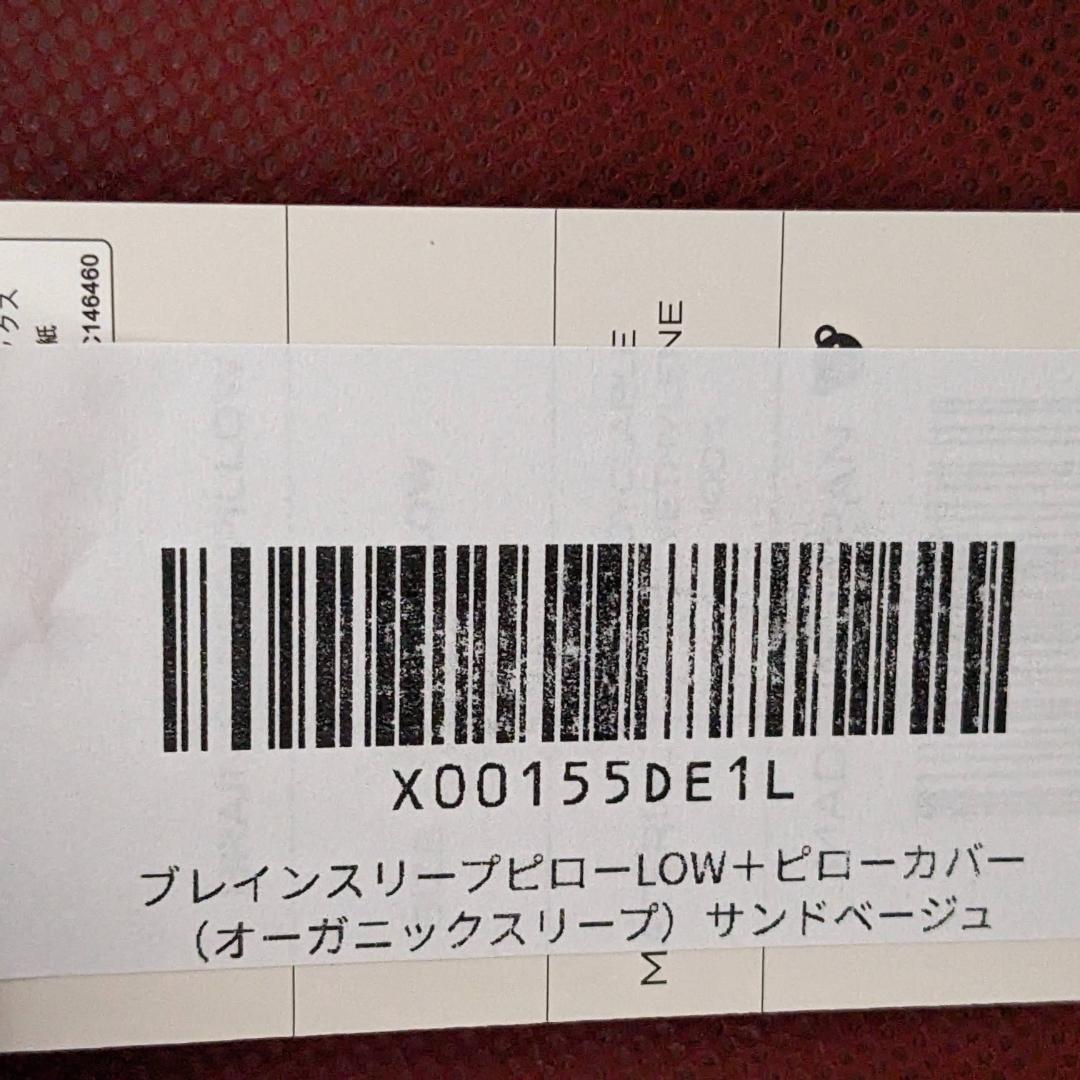 紙
146460
X00155DE1L
ブレインスリープピローLOW＋ピローカバー
（オーガニックスリープ）サンドベージュ